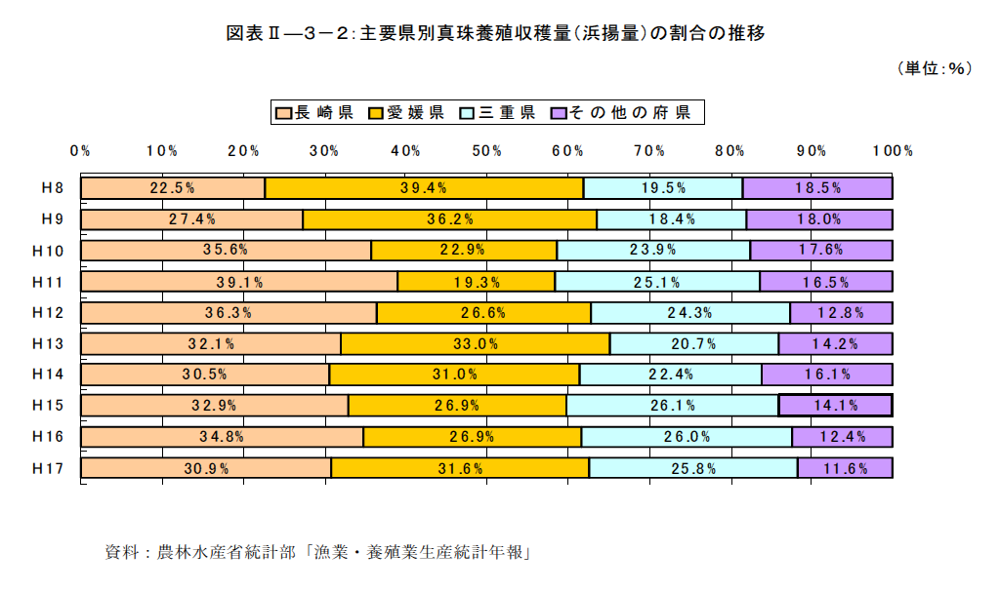 図表Ⅱ―3－2：主要県別真珠養殖収穫量（浜揚量）の割合の推移
（単位：％）
長崎県 愛媛県 三重県 その他の府県
0% 10% 20% 30% 40% 50% 60% 70% 80% 90% 100%
H8 22.5% 39.4% 19.5% 18.5%
H9 27.4% 36.2% 18.4% 18.0%
H10 35.6% 22.9% 23.9% 17.6%
H11 39.1% 19.3% 25.1% 16.5%
H12 36.3% 26.6% 24.3% 12.8%
H13 32.1% 33.0% 20.7% 14.2%
H14 30.5% 31.0% 22.4% 16.1%
H15 32.9% 26.9% 26.1% 14.1%
H16 34.8% 26.9% 26.0% 12.4%
H17 30.9% 31.6% 25.8% 11.6%
資料：農林水産省統計部「漁業・養殖業生産統計年報」